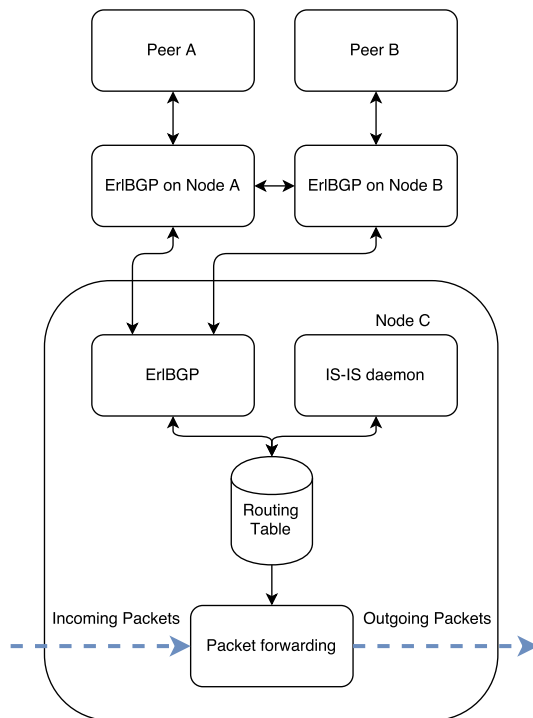 Peer A
Peer B
ErlBGP on Node A
ErlBGP on Node B
Node C
ErlBGP
IS-IS daemon
Routing
Table
Incoming Packets
Outgoing Packets
Packet forwarding